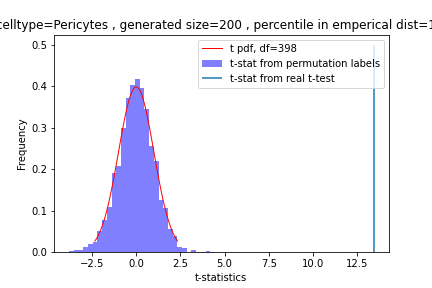 celltype=Pericytes , generated size=200 , percentile in emperical dist=1
t pdf, df=398
t-stat from permutation labels
t-stat from real t-test
Frequency
0.5
0.4
0.3
0.2
0.1
0.0
−2.5 0.0 2.5 5.0 7.5 10.0 12.5
t-statistics